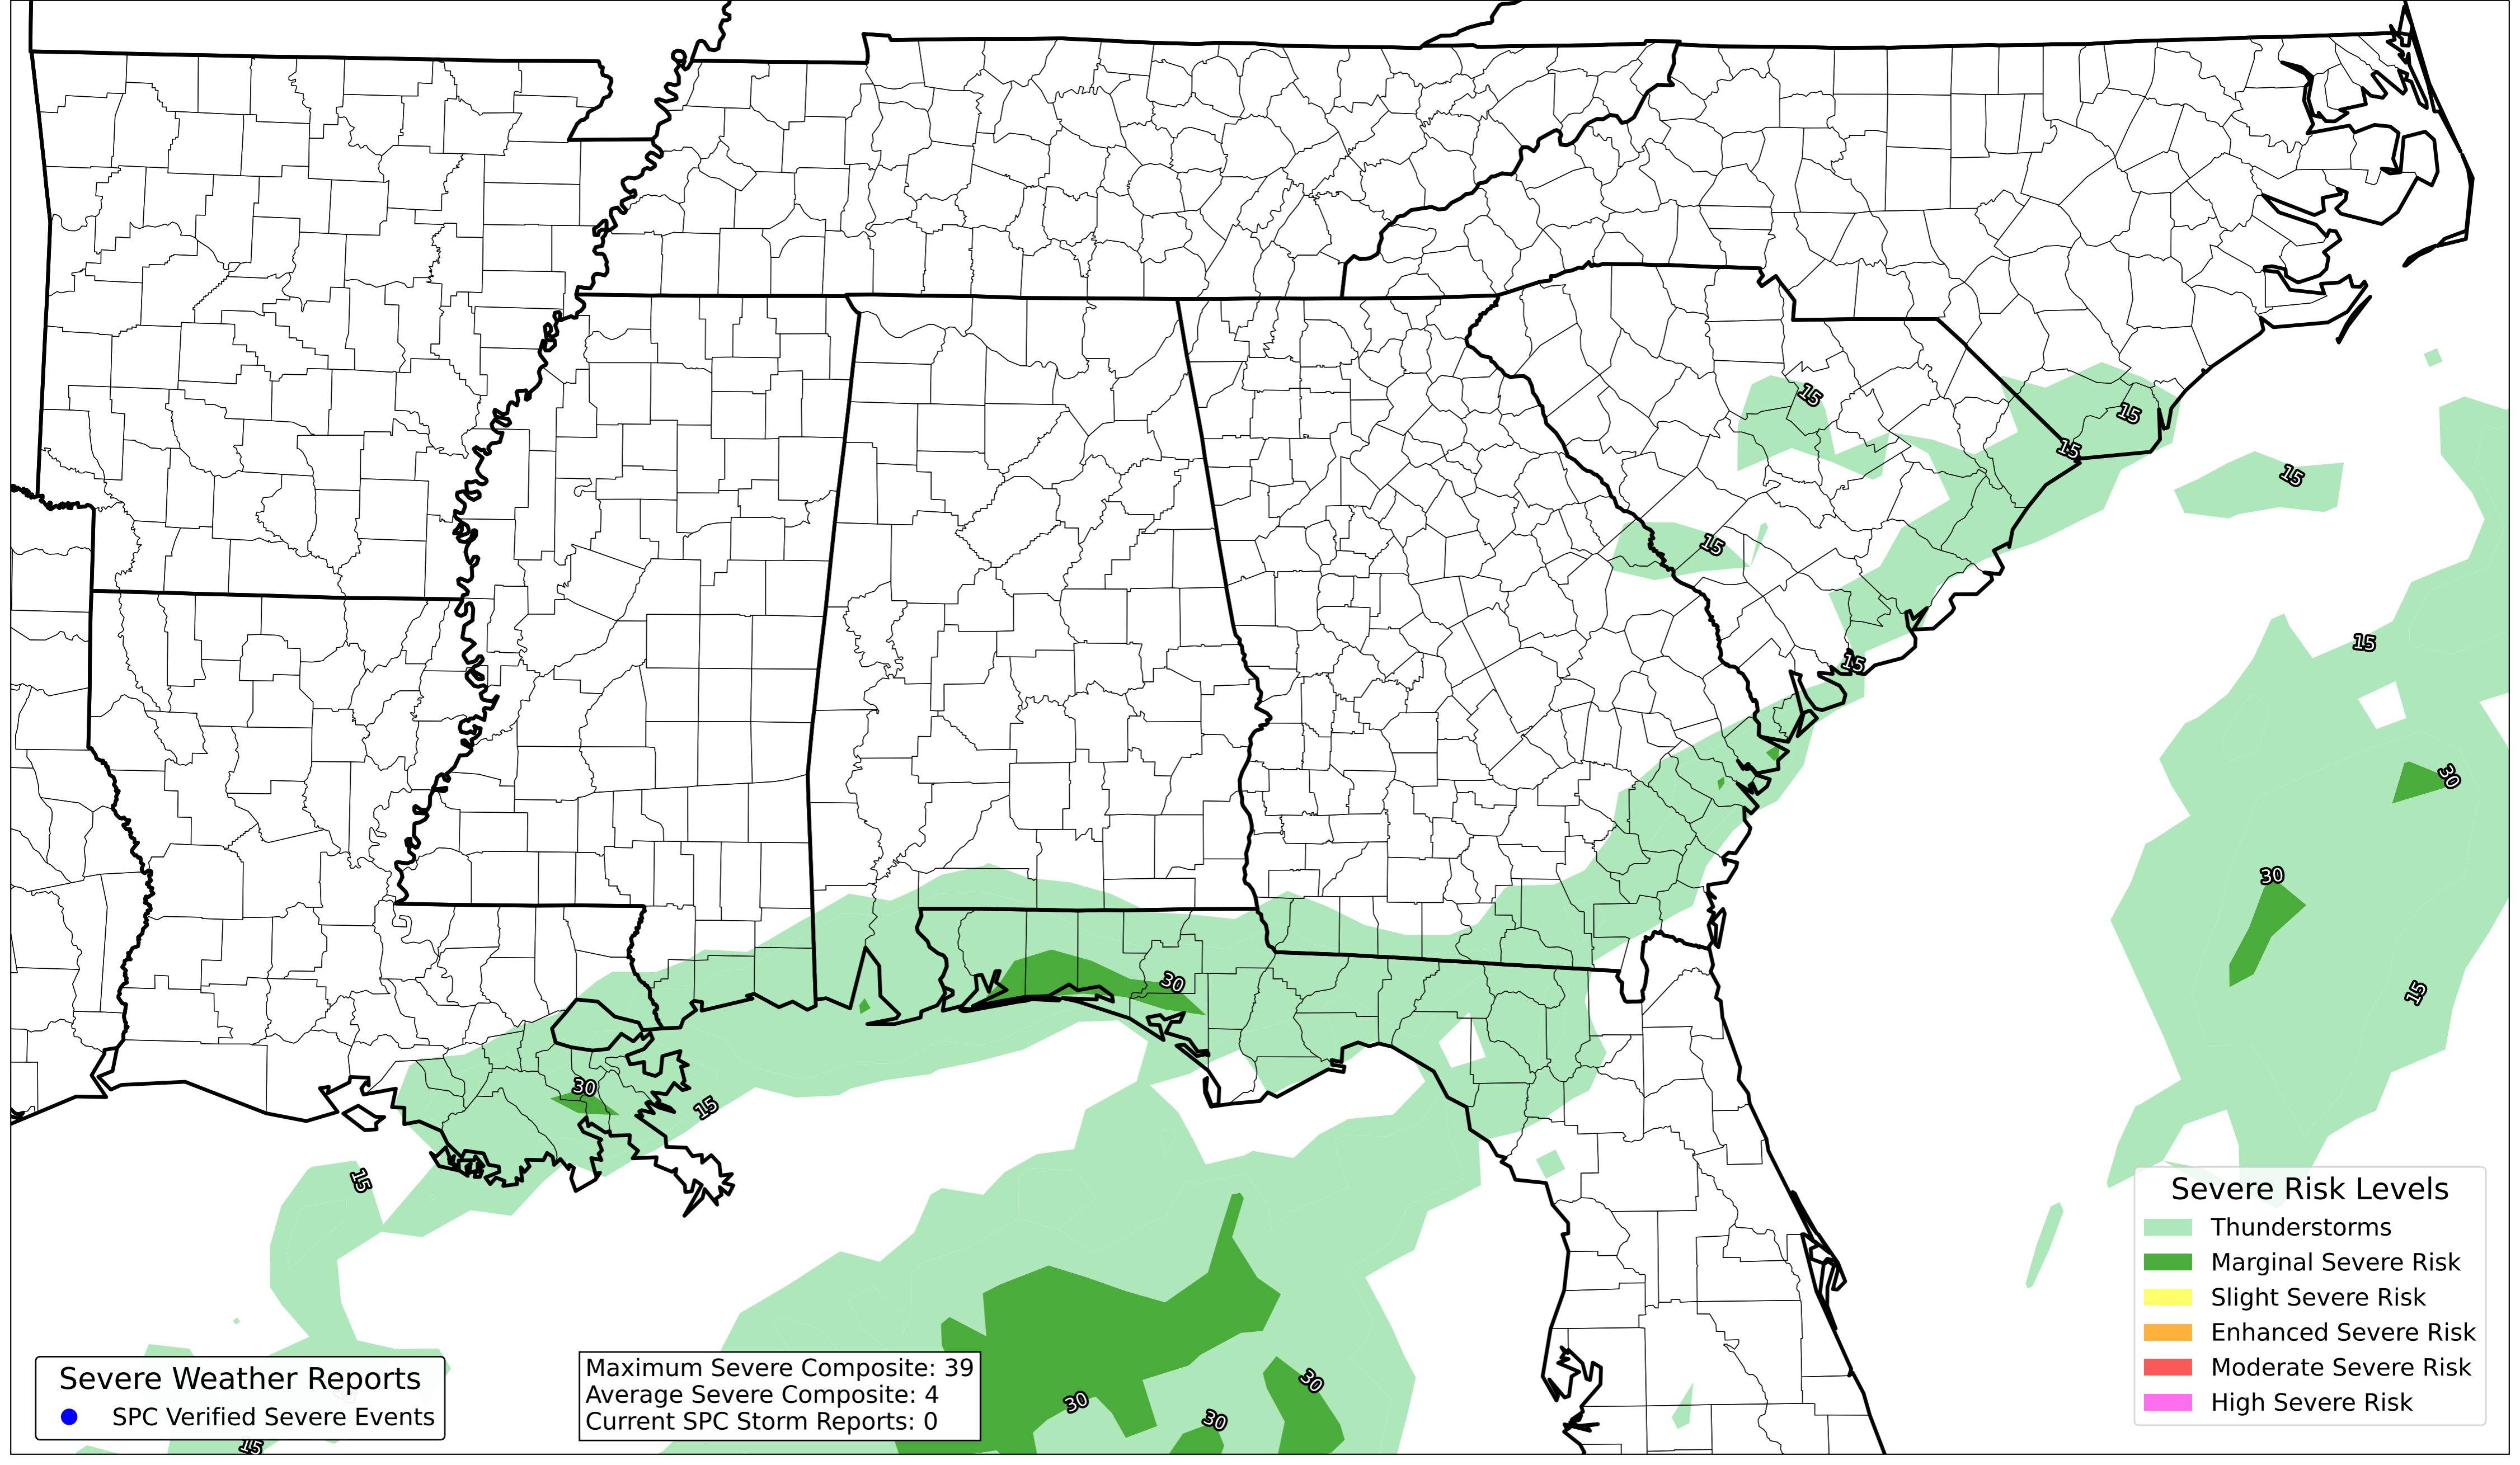 15
15
15
15
15
15
15
30
30
30
15
30
15
15
30
30
30
15
Severe Weather Reports
SPC Verified Severe Events
Maximum Severe Composite: 39
Average Severe Composite: 4
Current SPC Storm Reports: 0
Severe Risk Levels
Thunderstorms
Marginal Severe Risk
Slight Severe Risk
Enhanced Severe Risk
Moderate Severe Risk
High Severe Risk